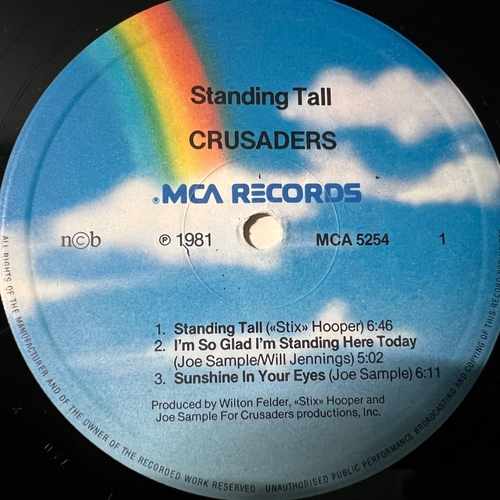 Standing Tall
CRUSADERS
® MCA RECORDS
n©b ℗ 1981 MCA 5254 1
1. Standing Tall («Stix» Hooper) 6:46
2. I'm So Glad I'm Standing Here Today
(Joe Sample/Will Jennings) 5:02
3. Sunshine In Your Eyes (Joe Sample) 6:11
Produced by Wilton Felder, «Stix» Hooper and
Joe Sample For Crusaders productions, Inc.
ALL RIGHTS OF THE MANUFACTURER AND OF THE OWNER OF THE RECORDED WORK RESERVED UNAUTHORISED PUBLIC PERFORMANCE BROADCASTING AND COPYING OF THIS RECORD